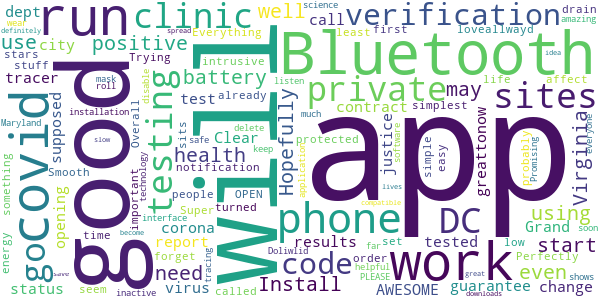 dept
run
clinic
well
verification
science
drain
Everything
call
least
first
loveallwayd
amazing
wear
definitely
spread
use
city
positive
Trying
stars
stuff
tracer
battery
intrusive
disable
mask
roll
Bluetooth
listen
life
affect
idea
private
simplest
sites
everyone
good
Will
app
covid
go
supposed
installation
Maryland
slow
Overall
testing
test
already
sits
Clear
delete
much
may
contract
software
tracing
health
safe
keep
notification
Hopefully
application
protected
simple
easy
justice
greattonow
Probably
Promising
Virginia
something
Smooth
opening
important
technology
people
OPEN
turned
phone
DC
using
lives
Grand
soon
energy
time
corona
Super
interface
report
results
tested
low
start
compatible
set
far
Perfectly
status
seem
need
forget
code
Doliwlid
order
work
even
shows
inactive
become
save
virus
called
Install
PLEASE
helpful
AWESOME
great
guarantee
change
downloads